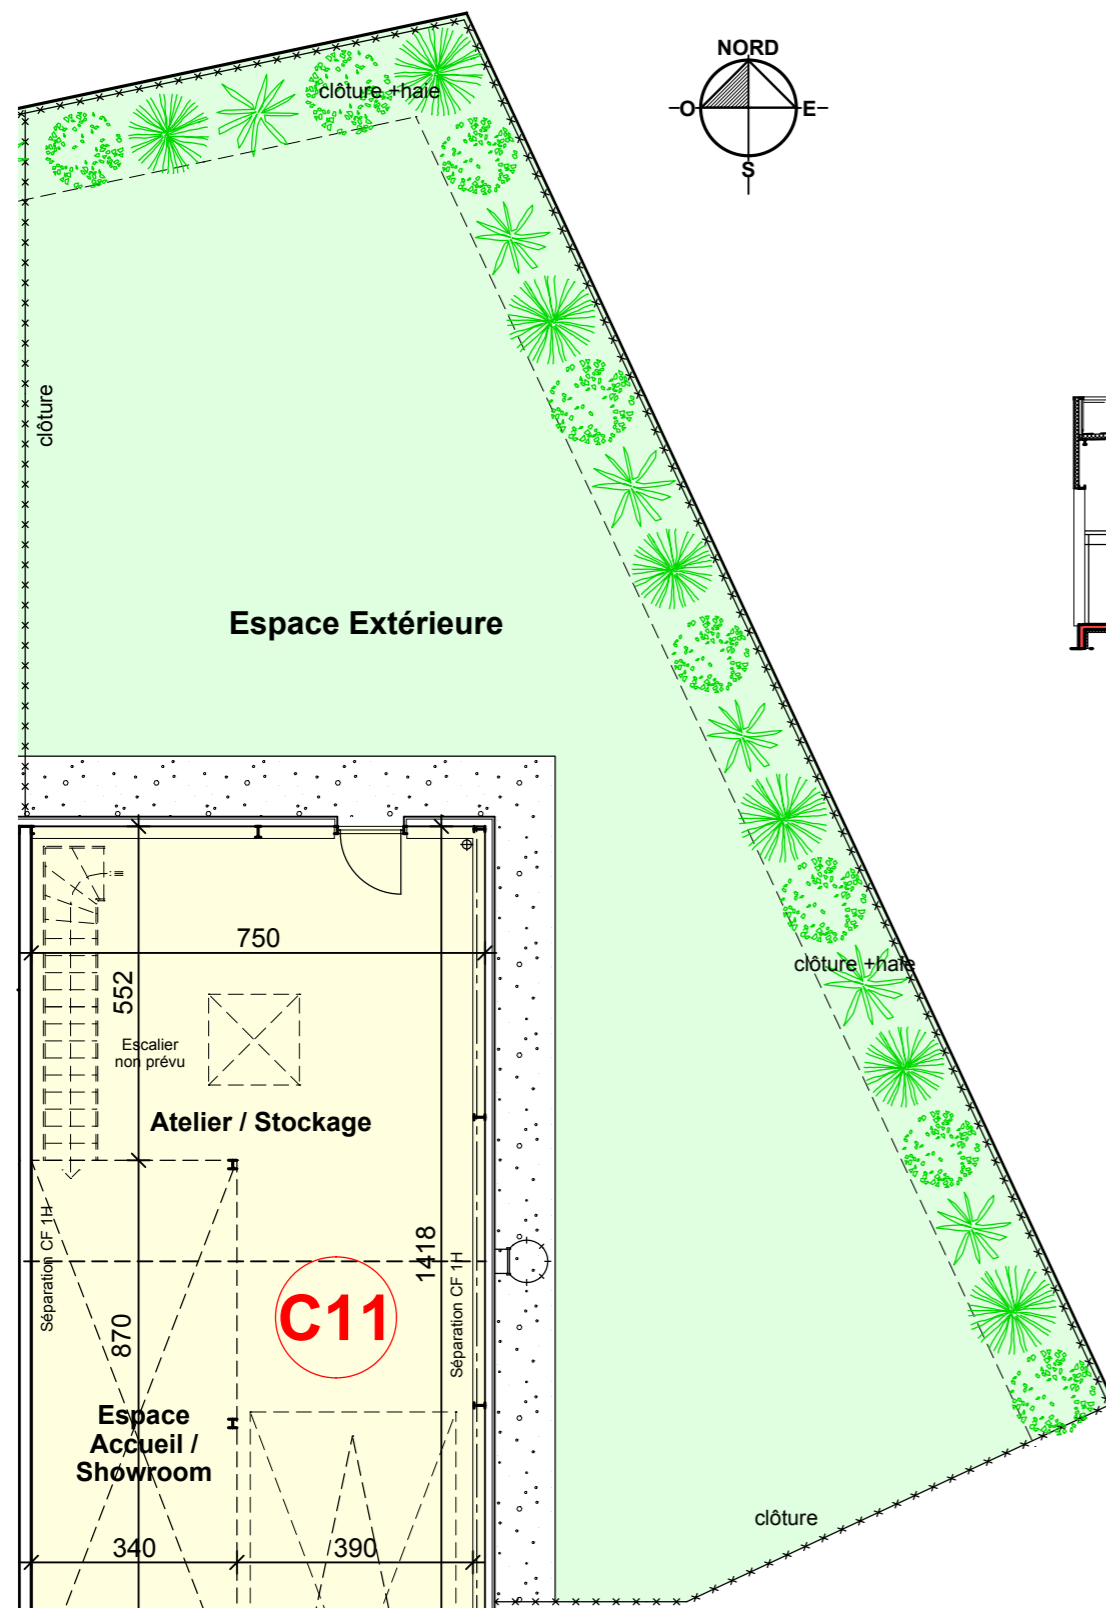 NORD
O
E
S
clôture +haie
clôture
Espace Extérieure
750
552
Escalier
non prévu
Atelier / Stockage
clôture +haie
Séparation CF 1H
1418
Séparation CF 1H
870
C11
Espace
Accueil /
Showroom
340
390
clôture